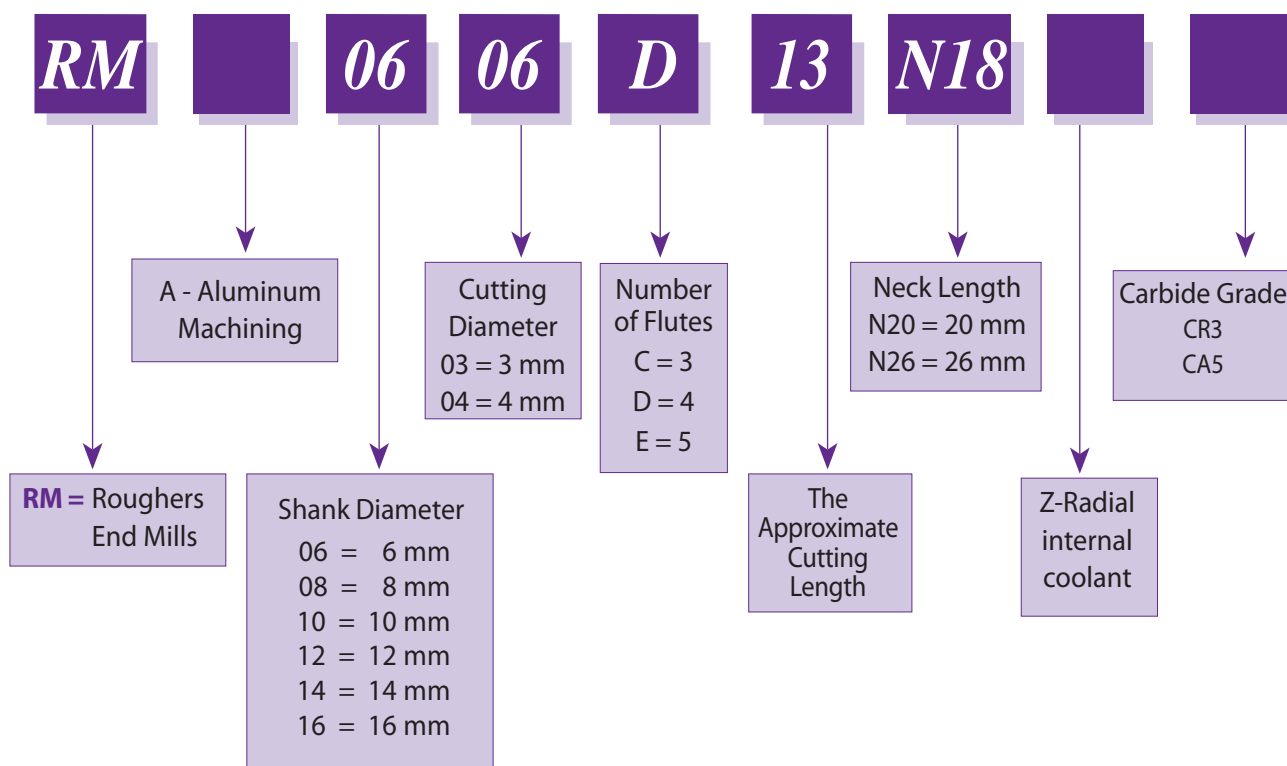 RM 06 06 D 13 N18
A - Aluminum
Machining
Cutting
Diameter
03 = 3 mm
04 = 4 mm
Number
of Flutes
C = 3
D = 4
E = 5
Neck Length
N20 = 20 mm
N26 = 26 mm
Carbide Grade
CR3
CA5
RM = Roughers
End Mills
Shank Diameter
06 = 6 mm
08 = 8 mm
10 = 10 mm
12 = 12 mm
14 = 14 mm
16 = 16 mm
The
Approximate
Cutting
Length
Z-Radial
internal
coolant